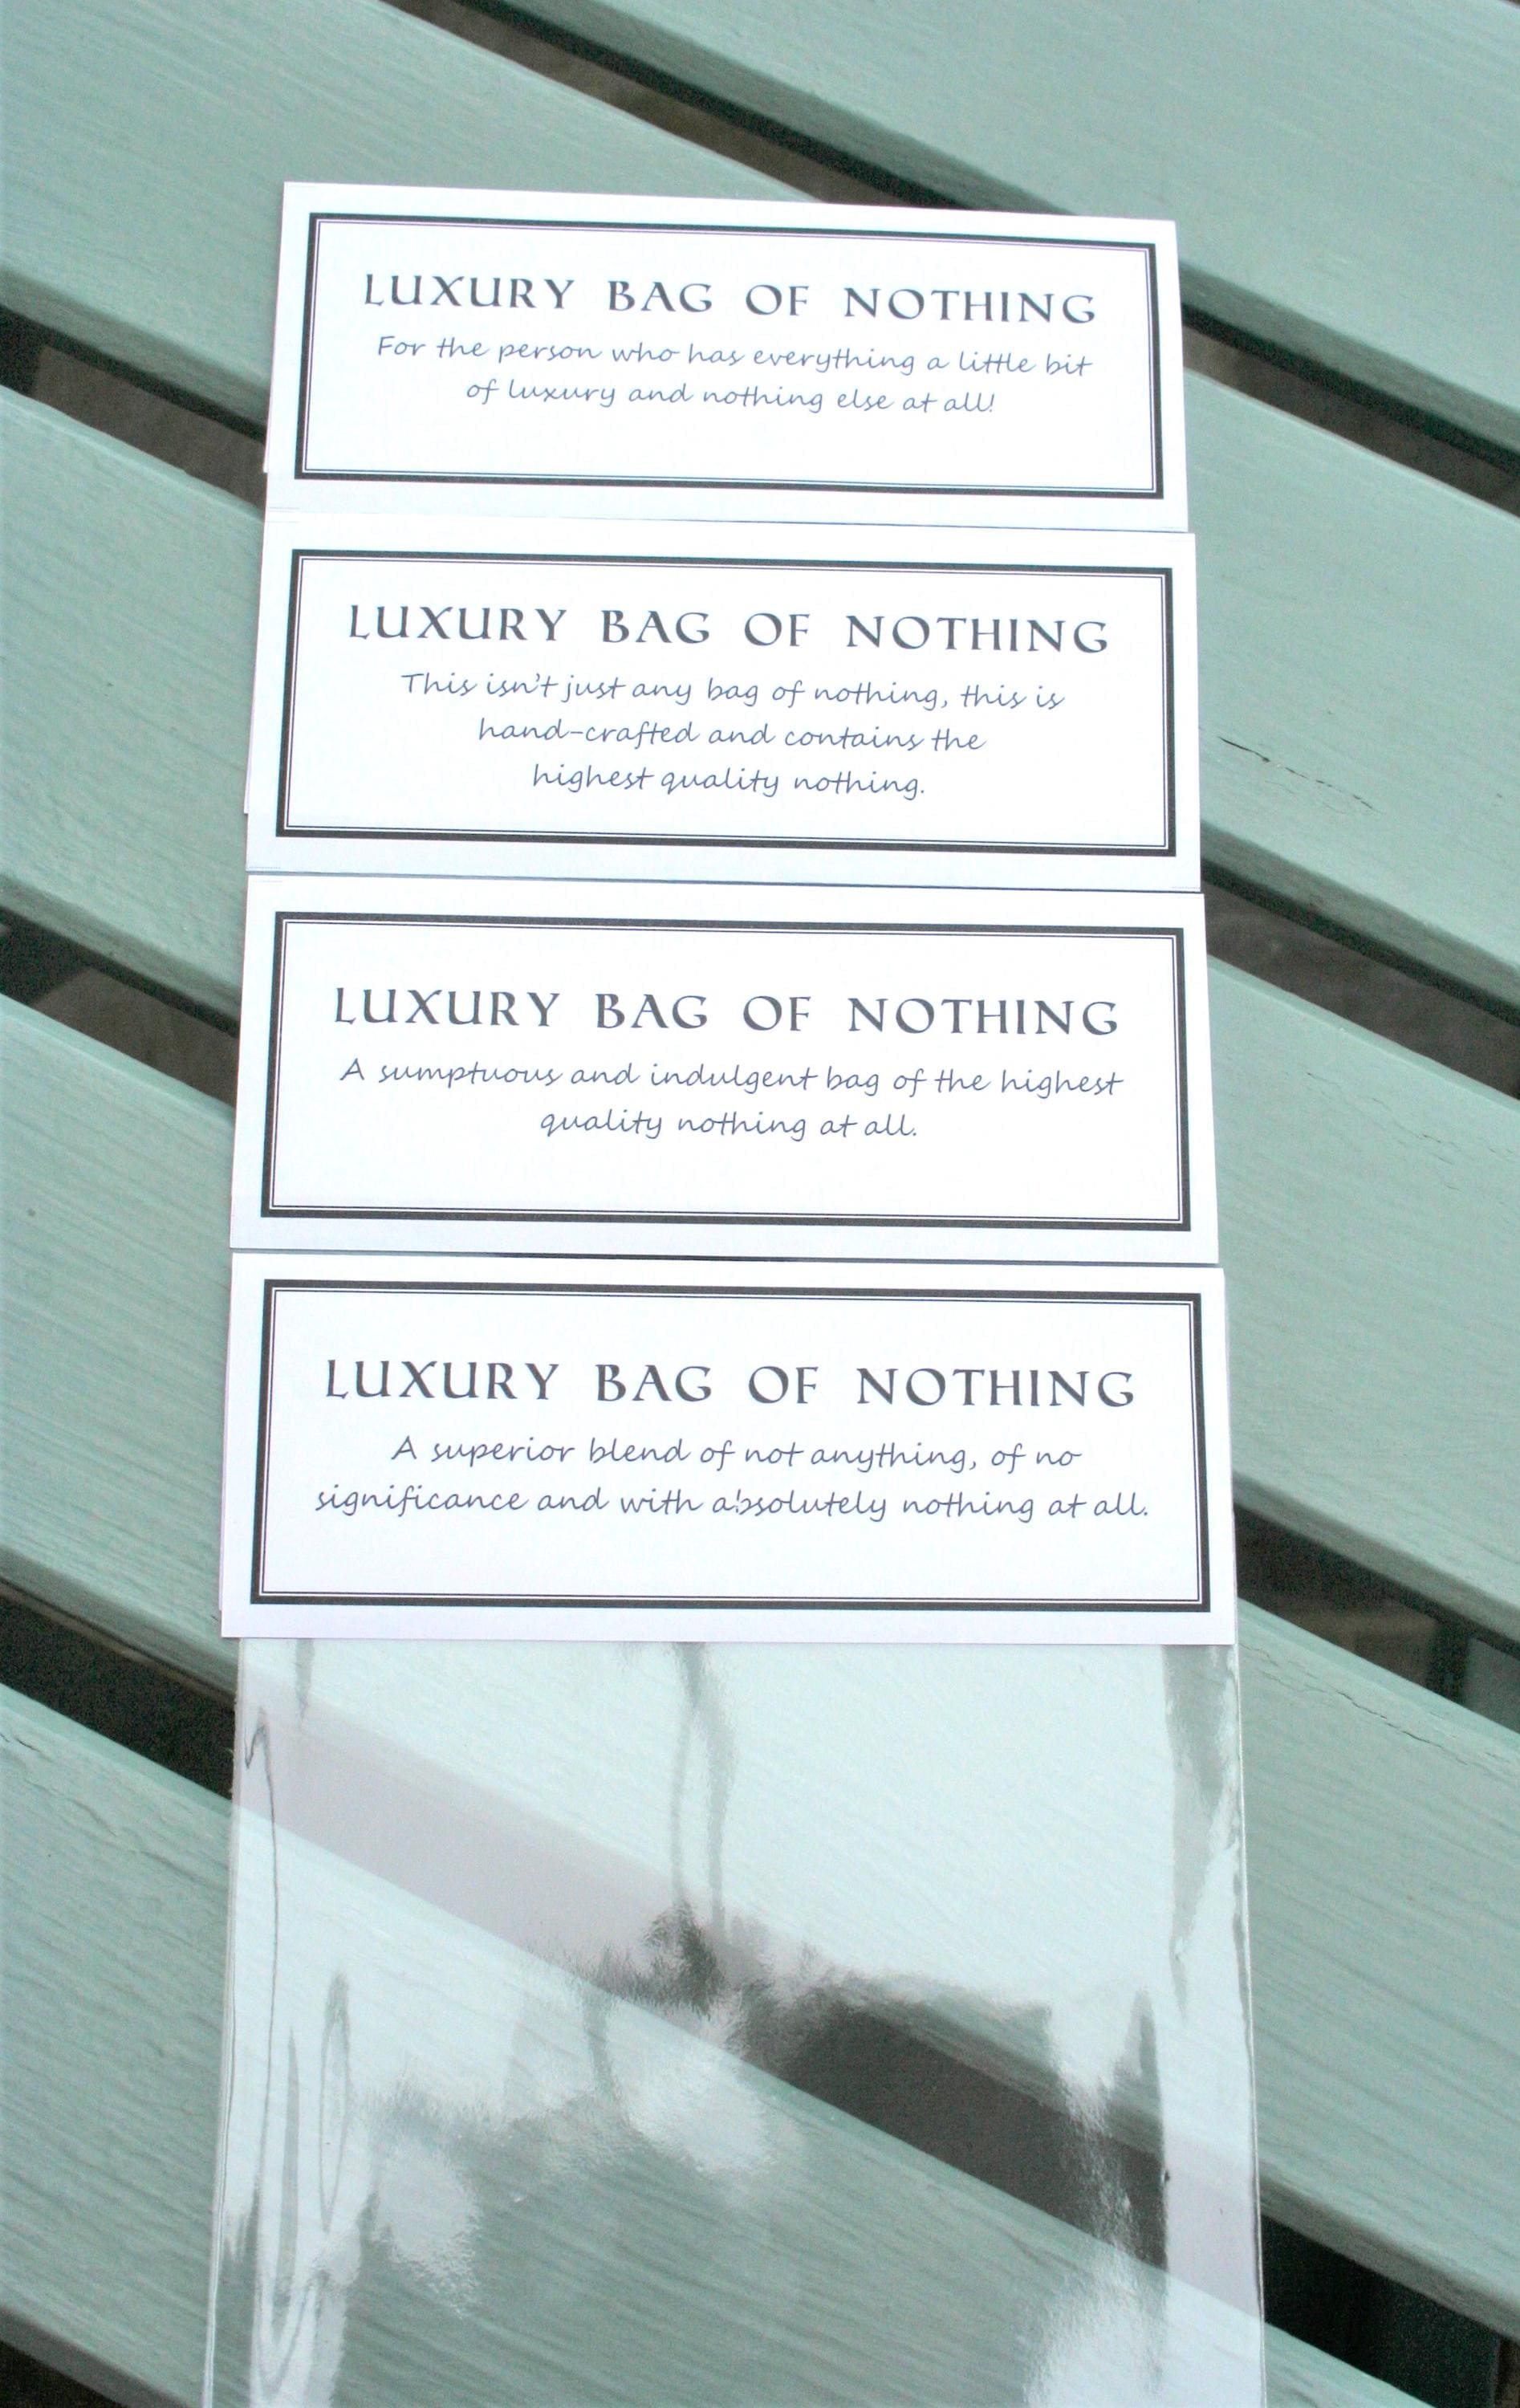 LUXURY BAG OF NOTHING
For the person who has everything a little bit
of luxury and nothing else at all!
LUXURY BAG OF NOTHING
This isn't just any bag of nothing, this is
hand-crafted and contains the
highest quality nothing.
LUXURY BAG OF NOTHING
A sumptuous and indulgent bag of the highest
quality nothing at all.
LUXURY BAG OF NOTHING
A superior blend of not anything, of no
significance and with absolutely nothing at all.